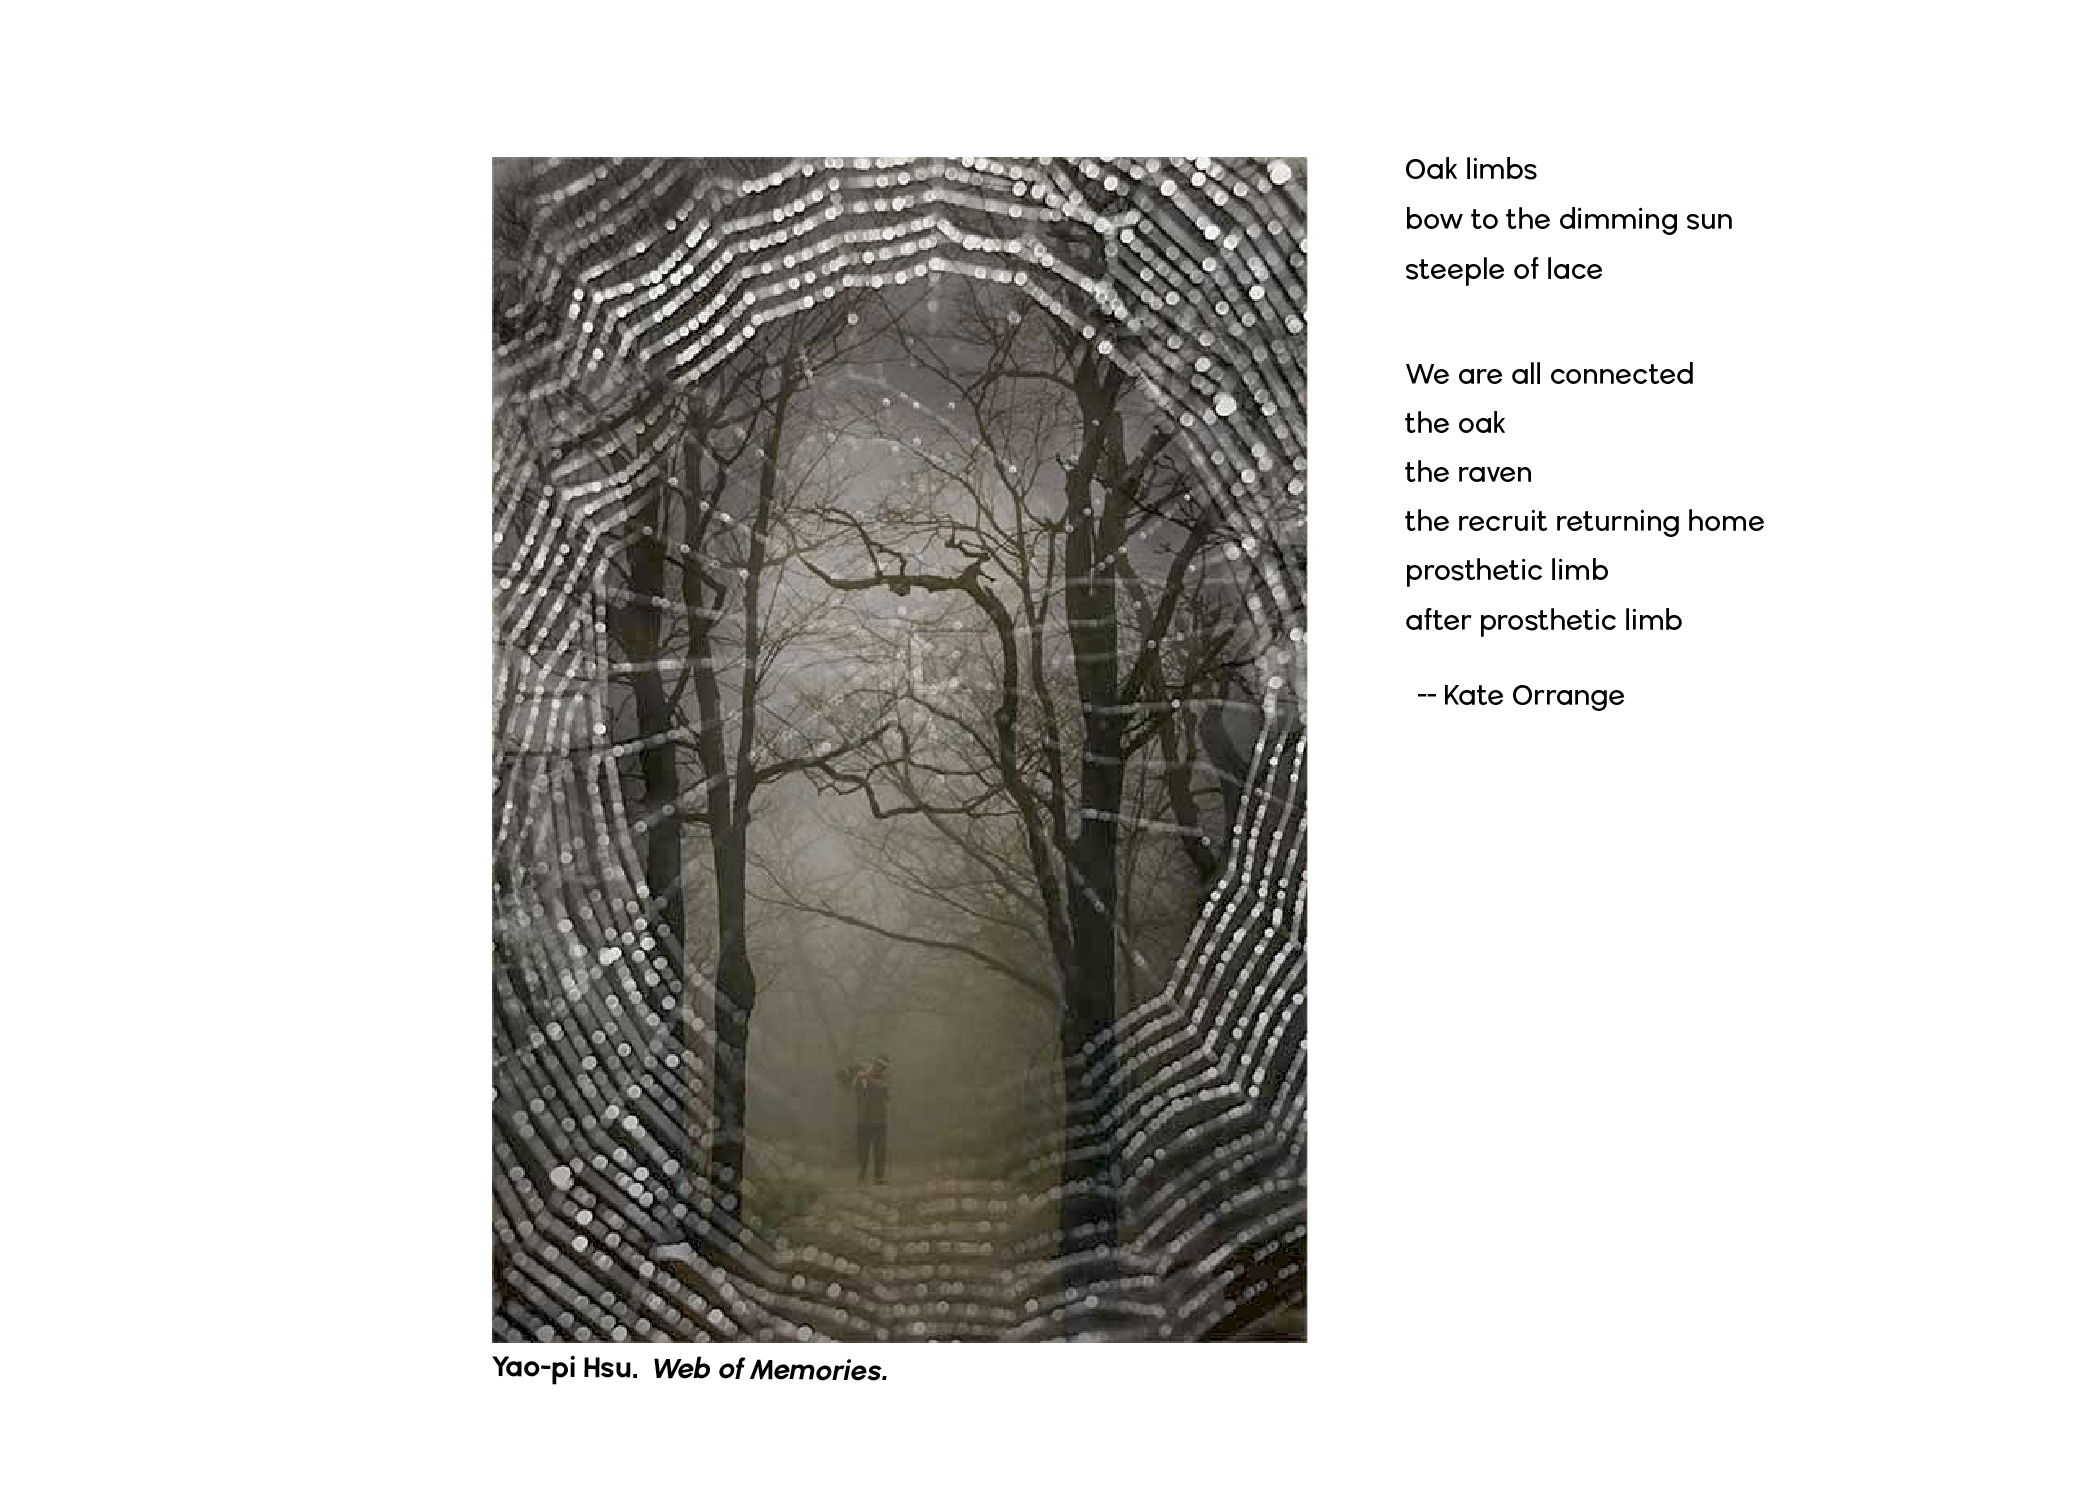 Oak limbs
bow to the dimming sun
steeple of lace
We are all connected
the oak
the raven
the recruit returning home
prosthetic limb
after prosthetic limb
-- Kate Orrange
Yao-pi Hsu. Web of Memories.